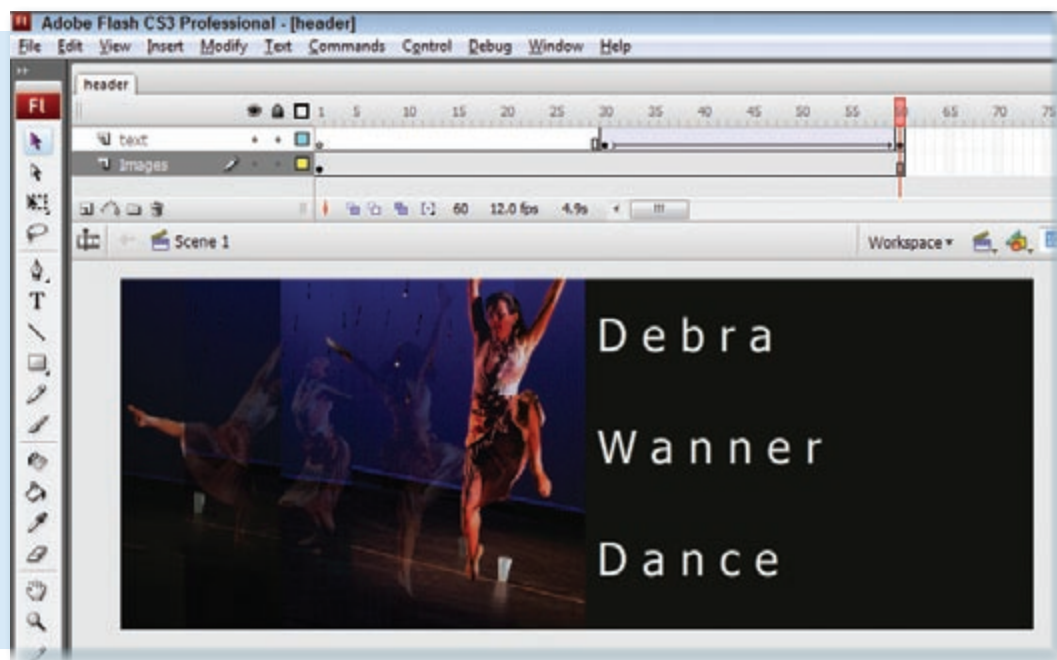 Adobe Flash CS3 Professional - [header]
File Edit View Insert Modify Text Commands Control Debug Window Help
header
Fl
1 5 10 15 20 25 30 35 40 45 50 55 65 70 75
text
Images
60 12.0 fps 4.9s
Scene 1
Workspace
T
Debra
Wanner
Dance